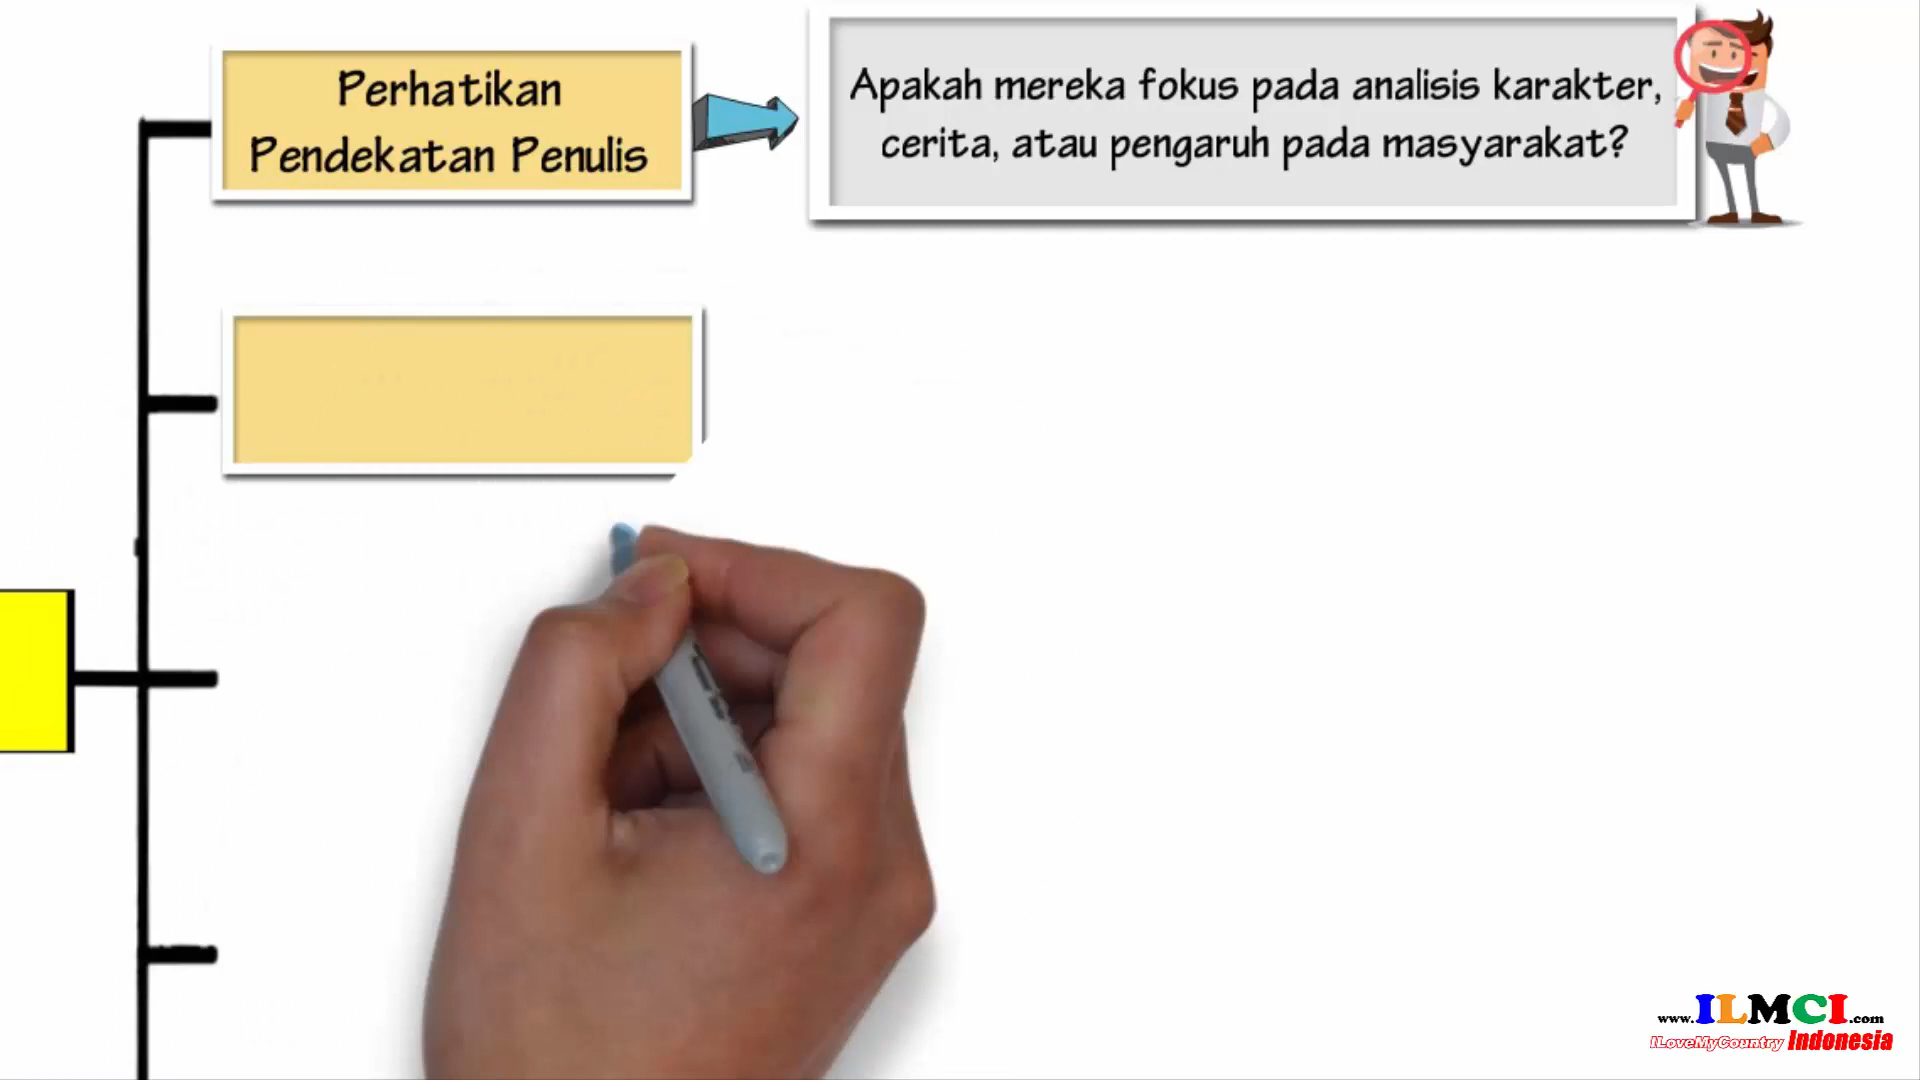 Perhatikan
Pendekatan Penulis
Apakah mereka fokus pada analisis karakter,
cerita, atau pengaruh pada masyarakat?
www.ILMCI.com
ILoveMyCountry Indonesia